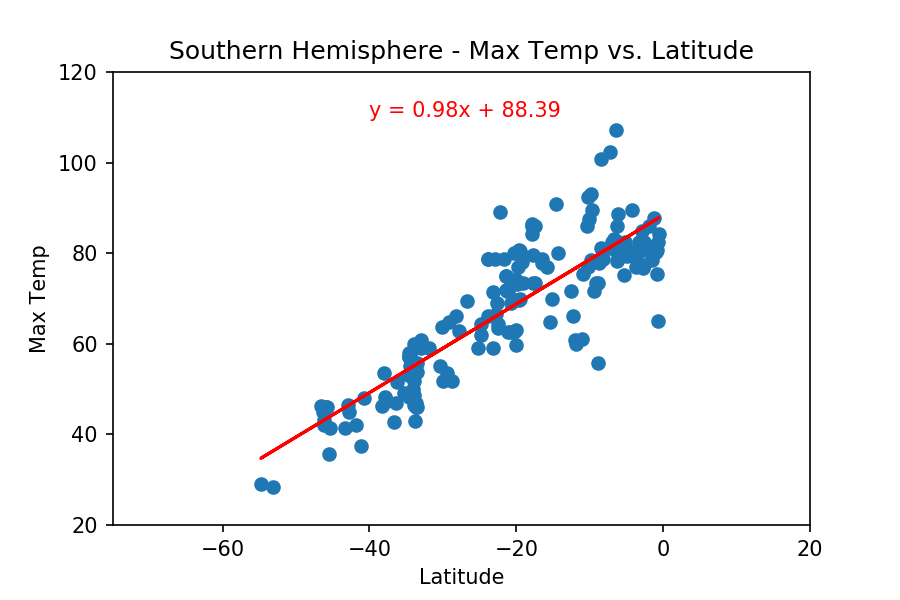 Southern Hemisphere - Max Temp vs. Latitude
120
y = 0.98x + 88.39
100
80
Max Temp
60
40
20
−60 −40 −20 0 20
Latitude